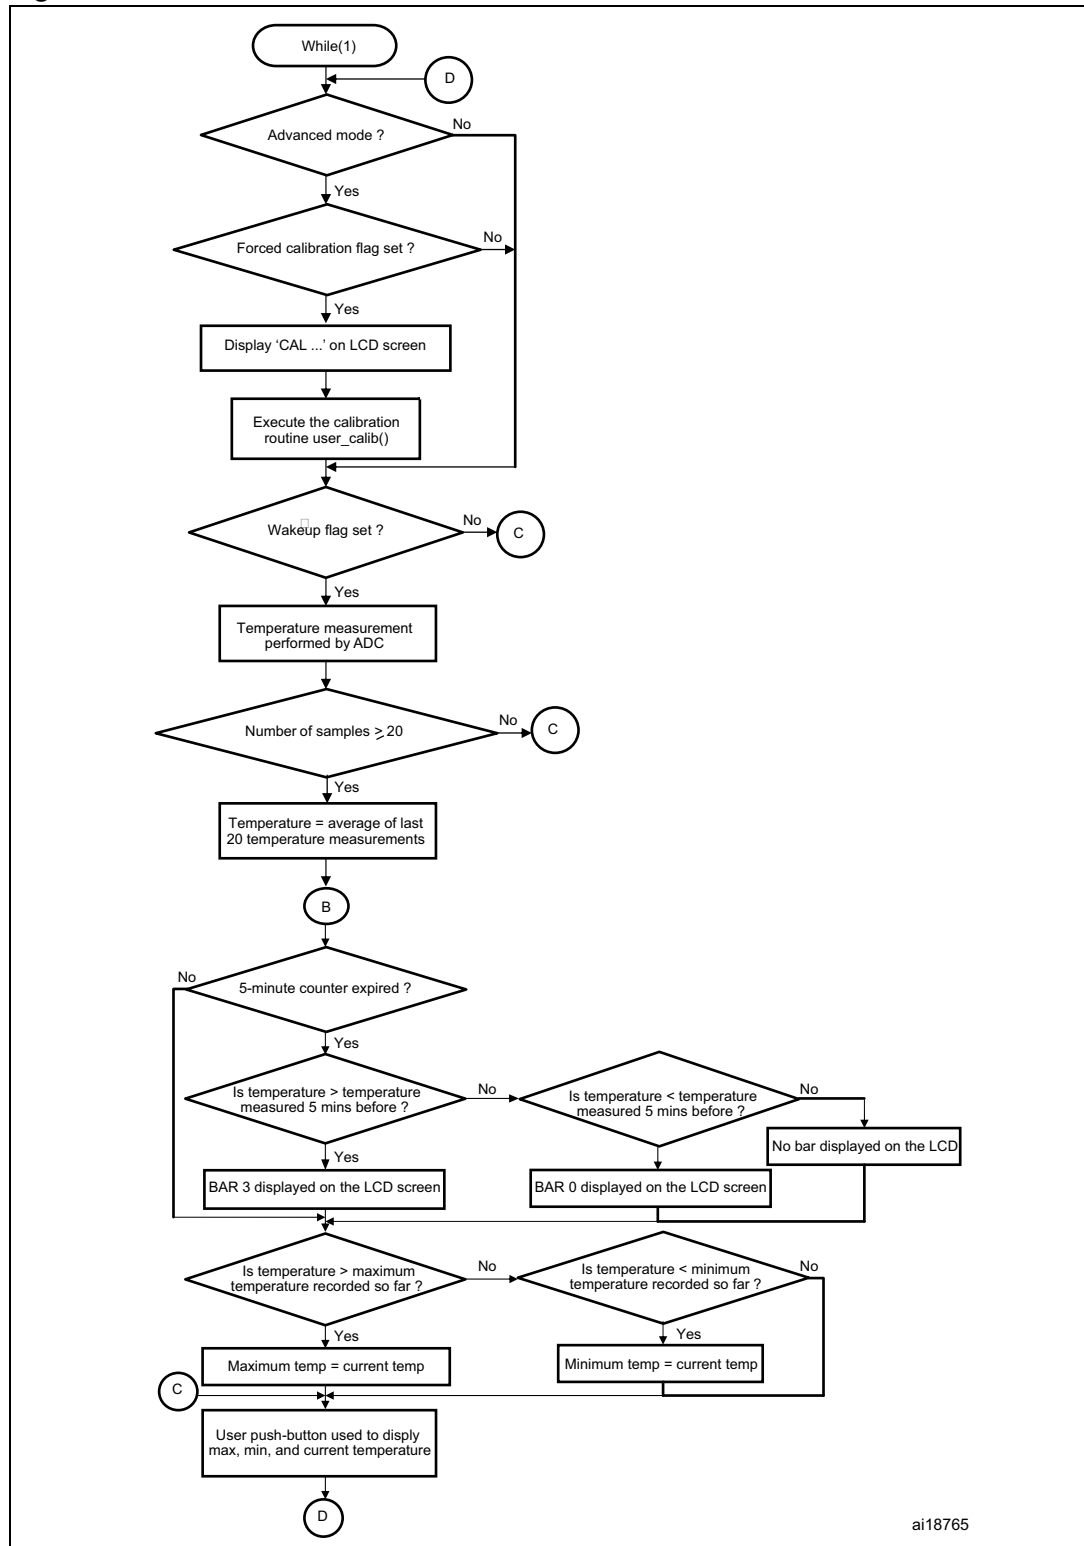 While(1)
D
Advanced mode ?
No
Yes
Forced calibration flag set ?
No
Yes
Display ‘CAL ...’ on LCD screen
Execute the calibration
routine user_calib()
Wakeup flag set ?
No
C
Yes
Temperature measurement
performed by ADC
Number of samples ≥ 20
No
C
Yes
Temperature = average of last
20 temperature measurements
B
No
5-minute counter expired ?
Yes
Is temperature > temperature
measured 5 mins before ?
No
Is temperature < temperature
measured 5 mins before ?
No
No bar displayed on the LCD
Yes
Yes
BAR 3 displayed on the LCD screen
BAR 0 displayed on the LCD screen
Is temperature > maximum
temperature recorded so far ?
No
Is temperature < minimum
temperature recorded so far ?
No
Yes
Yes
Maximum temp = current temp
Minimum temp = current temp
C
User push-button used to disply
max, min, and current temperature
D
ai18765